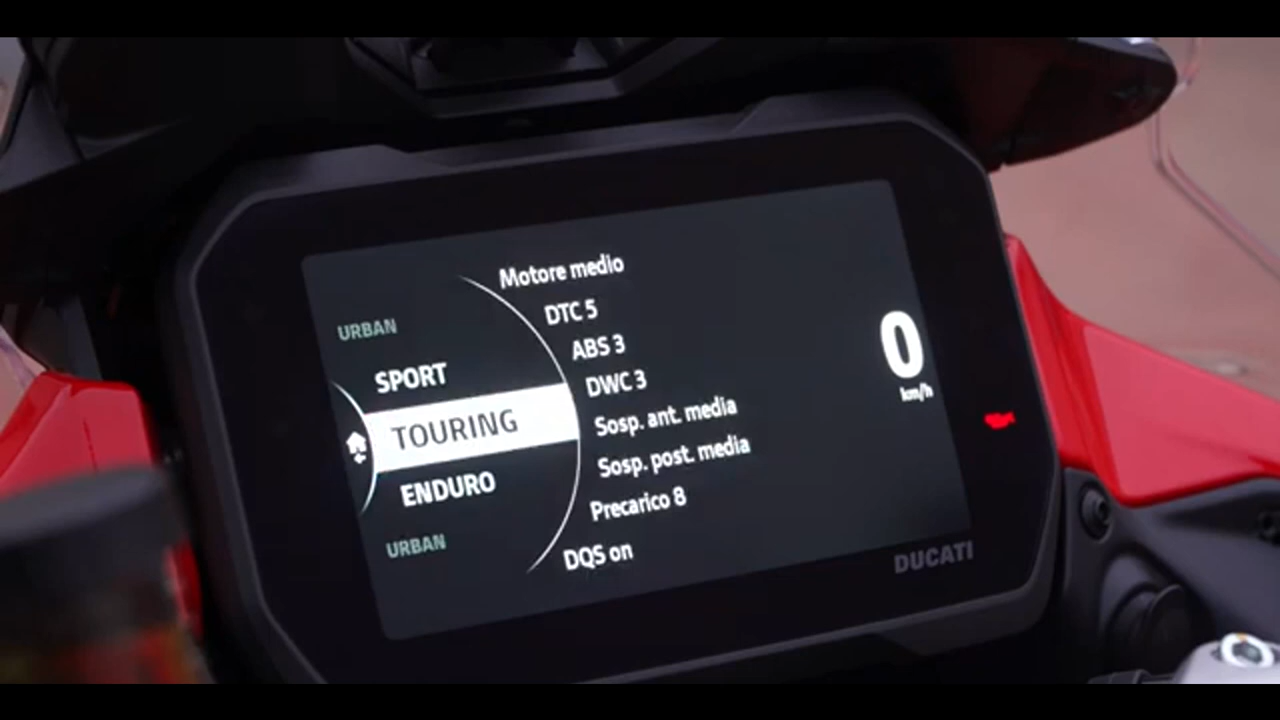 URBAN
SPORT
TOURING
ENDURO
URBAN
Motore medio
DTC 5
ABS 3
DWC 3
Sosp. ant. media
Sosp. post. media
Precarico 8
DQS on
0
km/h
DUCATI